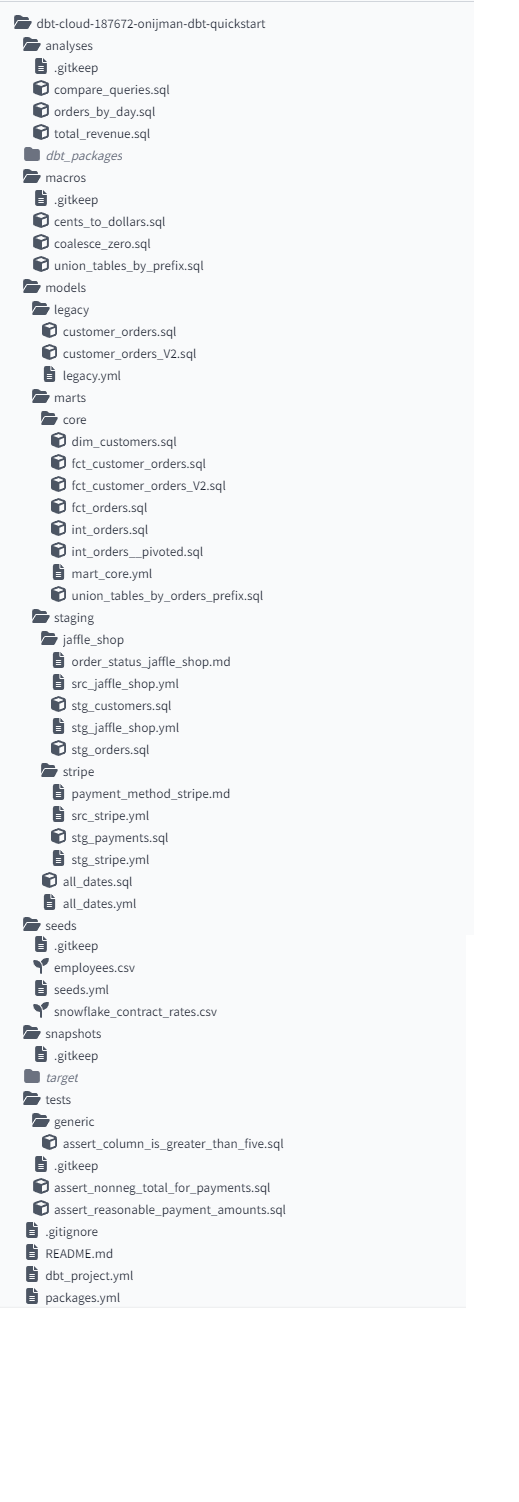 dbt-cloud-187672-onijman-dbt-quickstart
analyses
.gitkeep
compare_queries.sql
orders_by_day.sql
total_revenue.sql
dbt_packages
macros
.gitkeep
cents_to_dollars.sql
coalesce_zero.sql
union_tables_by_prefix.sql
models
legacy
customer_orders.sql
customer_orders_V2.sql
legacy.yml
marts
core
dim_customers.sql
fct_customer_orders.sql
fct_customer_orders_V2.sql
fct_orders.sql
int_orders.sql
int_orders__pivoted.sql
mart_core.yml
union_tables_by_orders_prefix.sql
staging
jaffle_shop
order_status_jaffle_shop.md
src_jaffle_shop.yml
stg_customers.sql
stg_jaffle_shop.yml
stg_orders.sql
stripe
payment_method_stripe.md
src_stripe.yml
stg_payments.sql
stg_stripe.yml
all_dates.sql
all_dates.yml
seeds
.gitkeep
employees.csv
seeds.yml
snowflake_contract_rates.csv
snapshots
.gitkeep
target
tests
generic
assert_column_is_greater_than_five.sql
.gitkeep
assert_nonneg_total_for_payments.sql
assert_reasonable_payment_amounts.sql
.gitignore
README.md
dbt_project.yml
packages.yml